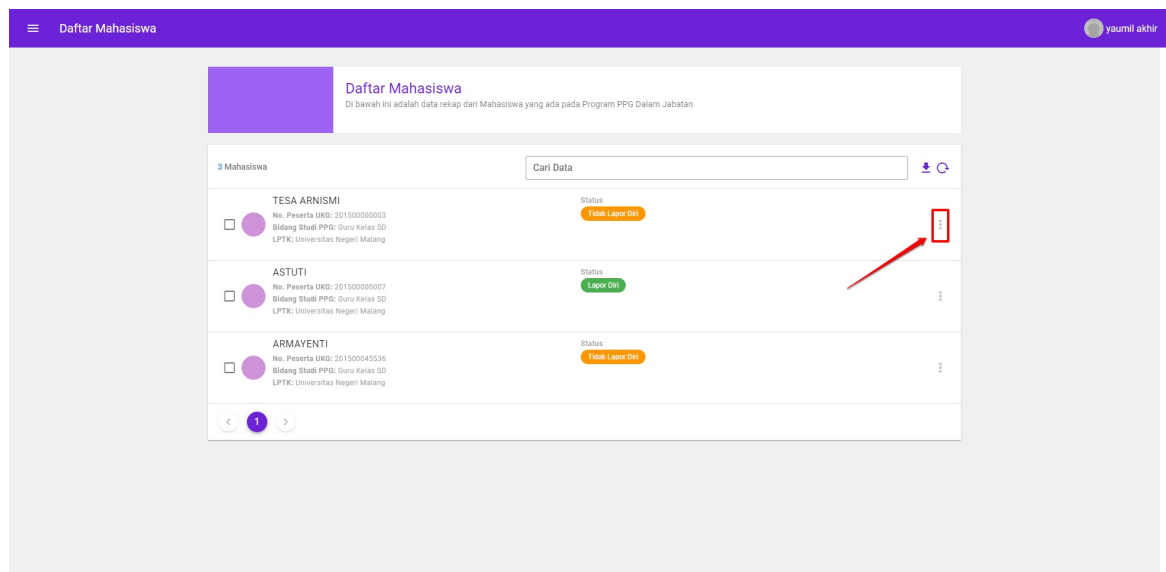 Daftar Mahasiswa
yaumil akhir
Daftar Mahasiswa
Di bawah ini adalah data rekap dari Mahasiswa yang ada pada Program PPG Dalam Jabatan
3 Mahasiswa
Cari Data
TESA ARNISMI
No. Peserta UKG: 201500000003
Bidang Studi PPG: Guru Kelas SD
LPTK: Universitas Negeri Malang
Status
Tidak Lapor Diri
ASTUTI
No. Peserta UKG: 201500000007
Bidang Studi PPG: Guru Kelas SD
LPTK: Universitas Negeri Malang
Status
Lapor Diri
ARMAYENTI
No. Peserta UKG: 201500045536
Bidang Studi PPG: Guru Kelas SD
LPTK: Universitas Negeri Malang
Status
Tidak Lapor Diri
1